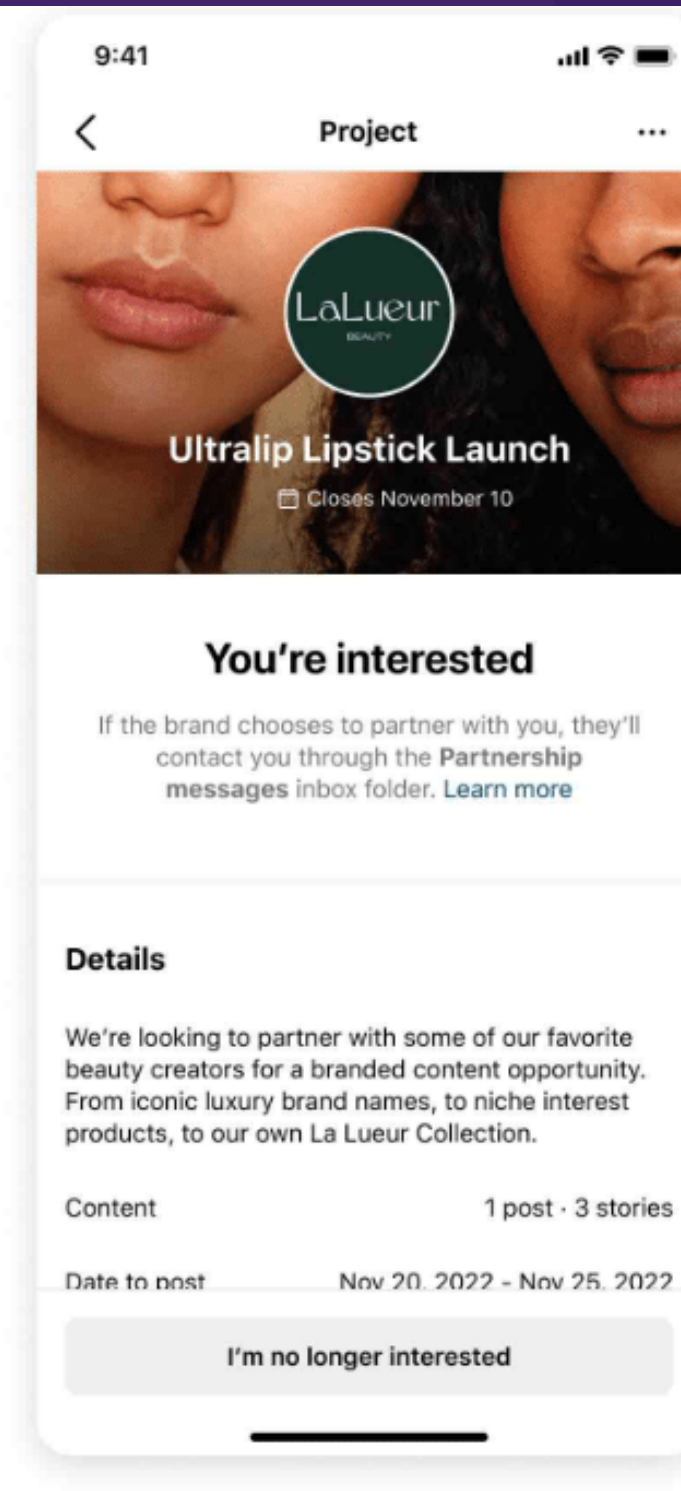 9:41
Project
...
LaLueur
BEAUTY
Ultralip Lipstick Launch
Closes November 10
You’re interested
If the brand chooses to partner with you, they’ll
contact you through the Partnership
messages inbox folder. Learn more
Details
We’re looking to partner with some of our favorite
beauty creators for a branded content opportunity.
From iconic luxury brand names, to niche interest
products, to our own La Lueur Collection.
Content 1 post · 3 stories
Date to post Nov 20, 2022 - Nov 25, 2022
I’m no longer interested